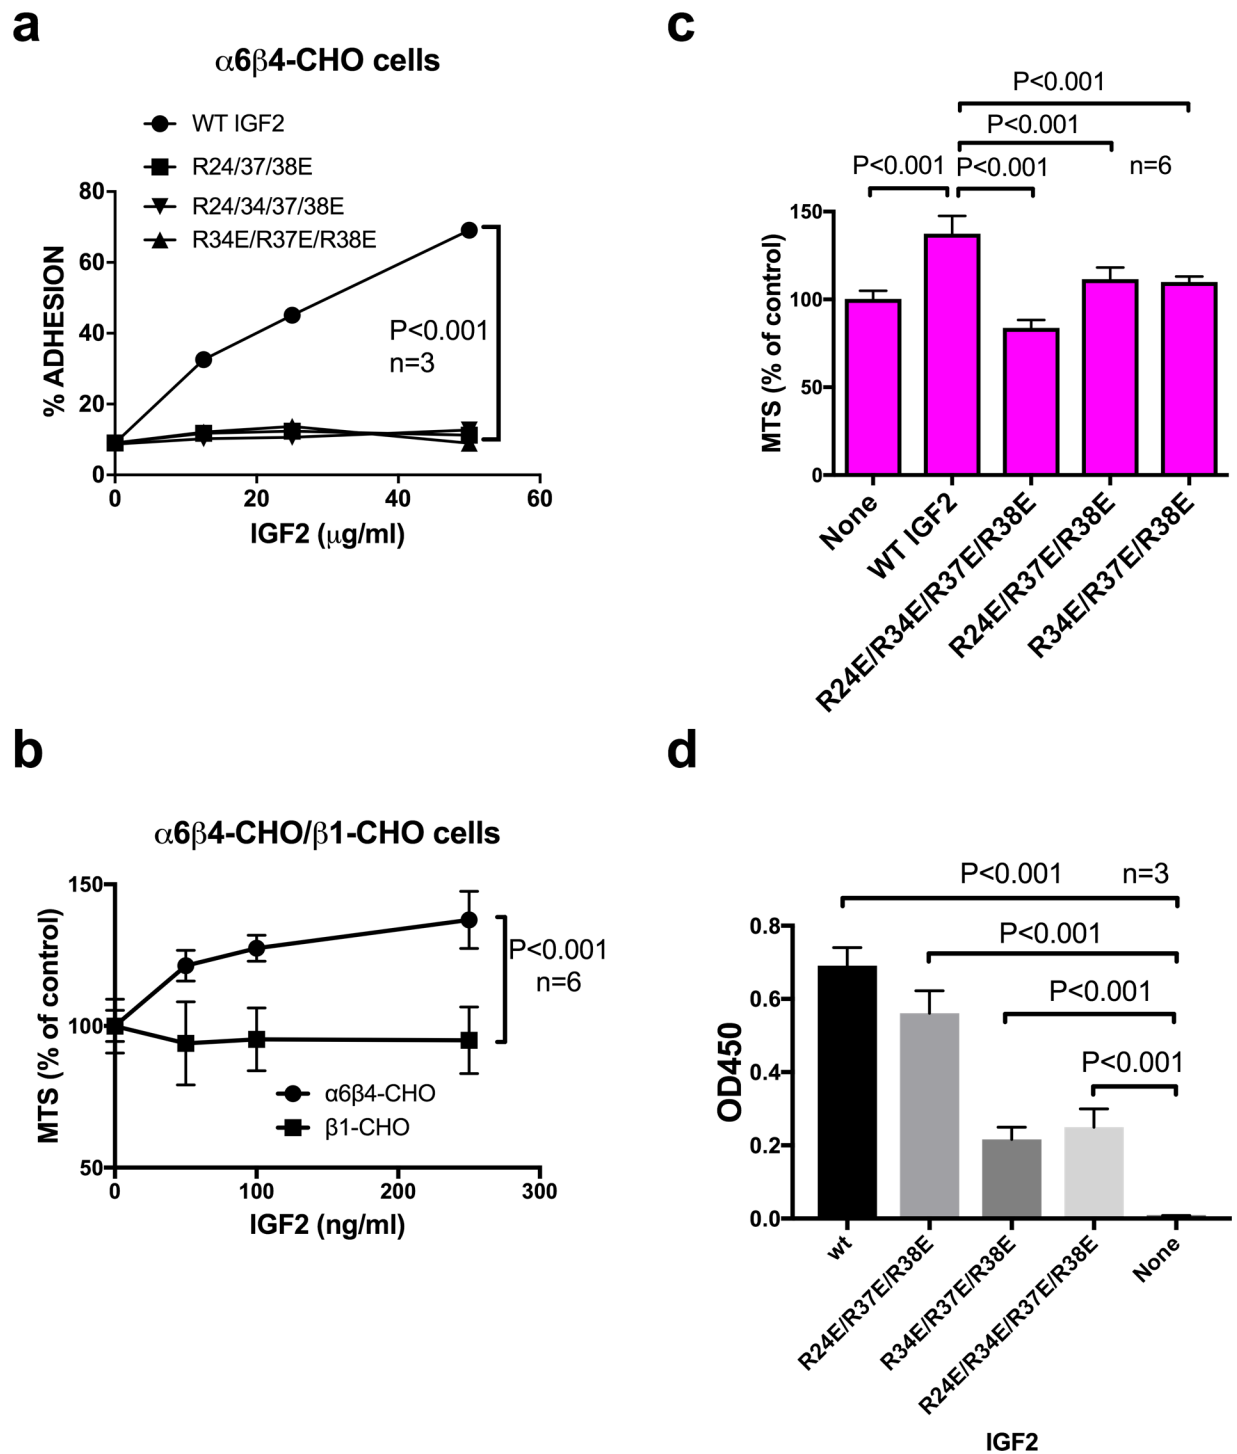 a
α6β4-CHO cells
WT IGF2
R24/37/38E
R24/34/37/38E
R34E/R37E/R38E
80
60
40
20
0
% ADHESION
P<0.001
n=3
0 20 40 60
IGF2 (μg/ml)
c
P<0.001
P<0.001
P<0.001 P<0.001 n=6
150
100
50
0
MTS (% of control)
None
WT IGF2
R24E/R34E/R37E/R38E
R24E/R37E/R38E
R34E/R37E/R38E
b
α6β4-CHO/β1-CHO cells
150
100
50
MTS (% of control)
P<0.001
n=6
α6β4-CHO
β1-CHO
0 100 200 300
IGF2 (ng/ml)
d
P<0.001 n=3
P<0.001
P<0.001
P<0.001
0.8
0.6
0.4
0.2
0.0
OD450
wt
R24E/R37E/R38E
R34E/R37E/R38E
R24E/R34E/R37E/R38E
None
IGF2